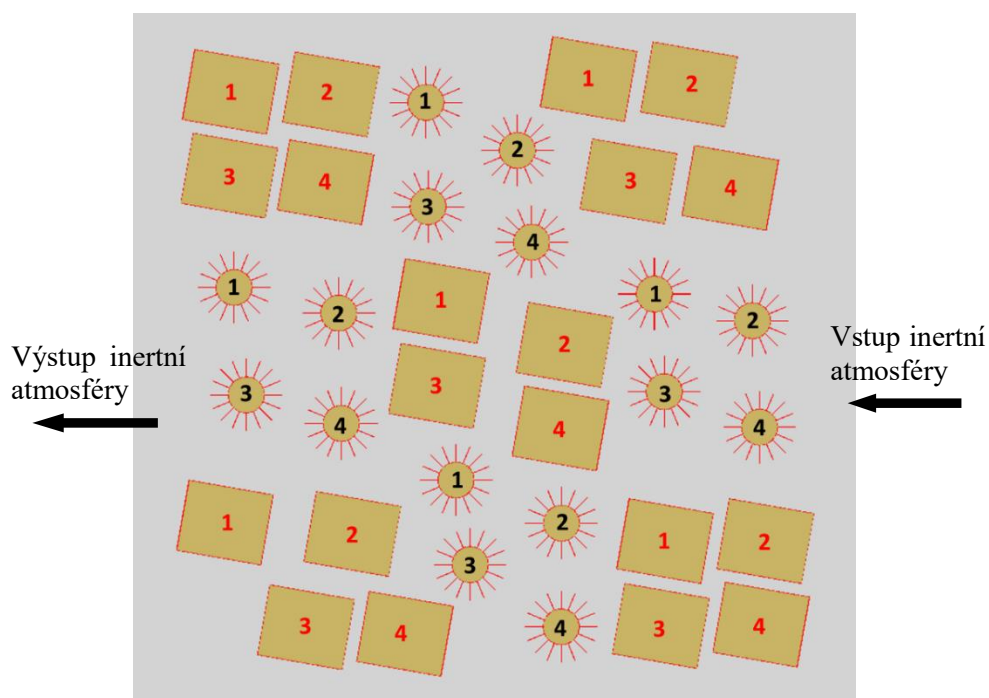 1 2 1 1 2
2
3 4 3 3 4
4
1 2 1 1 2
2
Výstup inertní
atmosféry
Vstup inertní
atmosféry
3 4 3 3 4
4
1 2 1 2 1 2
3
3 4 4 3 4